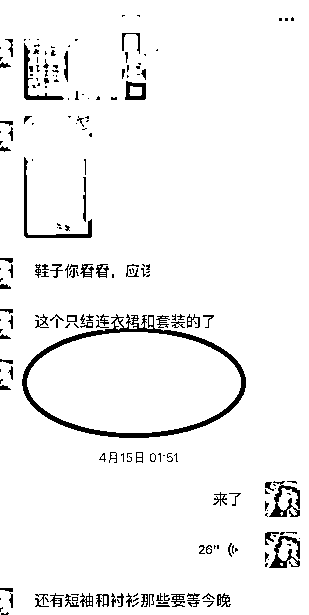 鞋子你看看,应该
这个只结连衣裙和套装的了
4月15日 01:51
来了
26"
还有短袖和衬衫那些要等今晚